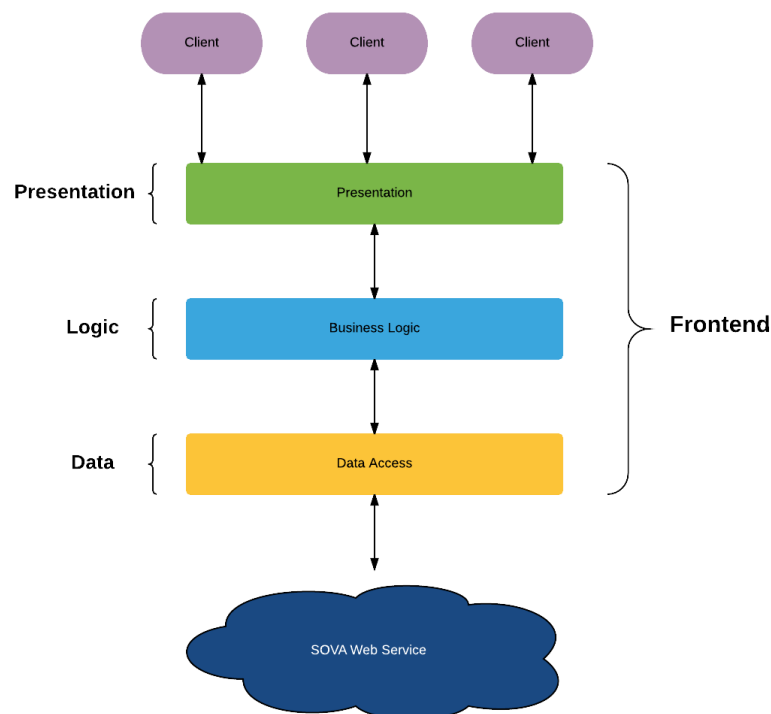 Client
Client
Client
Presentation
Presentation
Logic
Business Logic
Frontend
Data
Data Access
SOVA Web Service